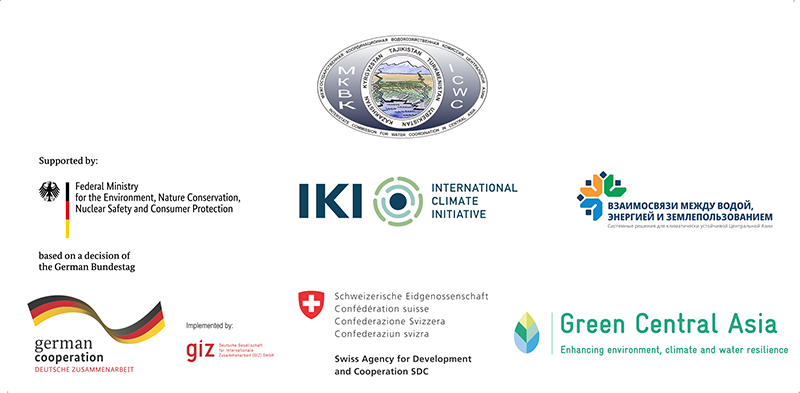 МЕЖГОСУДАРСТВЕННАЯ КООРДИНАЦИОННАЯ ВОДОХОЗЯЙСТВЕННАЯ КОМИССИЯ ЦЕНТРАЛЬНОЙ АЗИИ
МКВК
KAZAKHSTAN KYRGYZSTAN TAJIKISTAN TURKMENISTAN UZBEKISTAN
ICWC
INTERSTATE COMMISSION FOR WATER COORDINATION IN CENTRAL ASIA
Supported by:
Federal Ministry
for the Environment, Nature Conservation,
Nuclear Safety and Consumer Protection
based on a decision of
the German Bundestag
IKI
INTERNATIONAL
CLIMATE
INITIATIVE
ВЗАИМОСВЯЗИ МЕЖДУ ВОДОЙ,
ЭНЕРГИЕЙ И ЗЕМЛЕПОЛЬЗОВАНИЕМ
Системные решения для климатически устойчивой Центральной Азии
german
cooperation
DEUTSCHE ZUSAMMENARBEIT
Implemented by:
giz
Deutsche Gesellschaft
für Internationale
Zusammenarbeit (GIZ) GmbH
Schweizerische Eidgenossenschaft
Confédération suisse
Confederazione Svizzera
Confederaziun svizra
Swiss Agency for Development
and Cooperation SDC
Green Central Asia
Enhancing environment, climate and water resilience